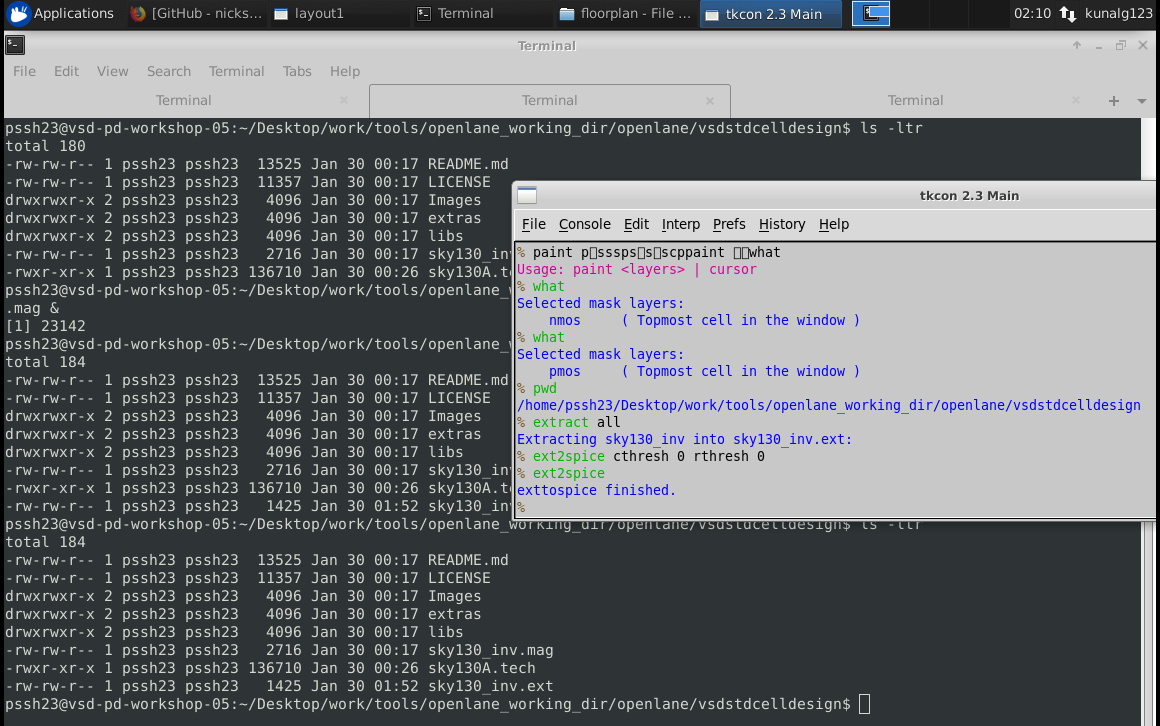 Applications
[GitHub - nicks...
layout1
Terminal
floorplan - File ...
tkcon 2.3 Main
02:10
kunalg123
Terminal
File Edit View Search Terminal Tabs Help
Terminal
Terminal
Terminal
pssh23@vsd-pd-workshop-05:~/Desktop/work/tools/openlane_working_dir/openlane/vsdstdcelldesign$ ls -ltr
total 180
-rw-rw-r-- 1 pssh23 pssh23  13525 Jan 30 00:17 README.md
-rw-rw-r-- 1 pssh23 pssh23  11357 Jan 30 00:17 LICENSE
drwxrwxr-x 2 pssh23 pssh23   4096 Jan 30 00:17 Images
drwxrwxr-x 2 pssh23 pssh23   4096 Jan 30 00:17 extras
drwxrwxr-x 2 pssh23 pssh23   4096 Jan 30 00:17 libs
-rw-rw-r-- 1 pssh23 pssh23   2716 Jan 30 00:17 sky130_in
-rwxr-xr-x 1 pssh23 pssh23 136710 Jan 30 00:26 sky130A.t
pssh23@vsd-pd-workshop-05:~/Desktop/work/tools/openlane_
.mag &
[1] 23142
pssh23@vsd-pd-workshop-05:~/Desktop/work/tools/openlane_
total 184
-rw-rw-r-- 1 pssh23 pssh23  13525 Jan 30 00:17 README.md
-rw-rw-r-- 1 pssh23 pssh23  11357 Jan 30 00:17 LICENSE
drwxrwxr-x 2 pssh23 pssh23   4096 Jan 30 00:17 Images
drwxrwxr-x 2 pssh23 pssh23   4096 Jan 30 00:17 extras
drwxrwxr-x 2 pssh23 pssh23   4096 Jan 30 00:17 libs
-rw-rw-r-- 1 pssh23 pssh23   2716 Jan 30 00:17 sky130_in
-rwxr-xr-x 1 pssh23 pssh23 136710 Jan 30 00:26 sky130A.t
-rw-rw-r-- 1 pssh23 pssh23   1425 Jan 30 01:52 sky130_in
pssh23@vsd-pd-workshop-05:~/Desktop/work/tools/openlane_working_dir/openlane/vsdstdcelldesign$ ls -ltr
total 184
-rw-rw-r-- 1 pssh23 pssh23  13525 Jan 30 00:17 README.md
-rw-rw-r-- 1 pssh23 pssh23  11357 Jan 30 00:17 LICENSE
drwxrwxr-x 2 pssh23 pssh23   4096 Jan 30 00:17 Images
drwxrwxr-x 2 pssh23 pssh23   4096 Jan 30 00:17 extras
drwxrwxr-x 2 pssh23 pssh23   4096 Jan 30 00:17 libs
-rw-rw-r-- 1 pssh23 pssh23   2716 Jan 30 00:17 sky130_inv.mag
-rwxr-xr-x 1 pssh23 pssh23 136710 Jan 30 00:26 sky130A.tech
-rw-rw-r-- 1 pssh23 pssh23   1425 Jan 30 01:52 sky130_inv.ext
pssh23@vsd-pd-workshop-05:~/Desktop/work/tools/openlane_working_dir/openlane/vsdstdcelldesign$
tkcon 2.3 Main
File Console Edit Interp Prefs History Help
% paint p▯sssps▯s▯scppaint ▯▯what
Usage: paint <layers> | cursor
% what
Selected mask layers:
    nmos     ( Topmost cell in the window )
% what
Selected mask layers:
    pmos     ( Topmost cell in the window )
% pwd
/home/pssh23/Desktop/work/tools/openlane_working_dir/openlane/vsdstdcelldesign
% extract all
Extracting sky130_inv into sky130_inv.ext:
% ext2spice cthresh 0 rthresh 0
% ext2spice
exttospice finished.
%